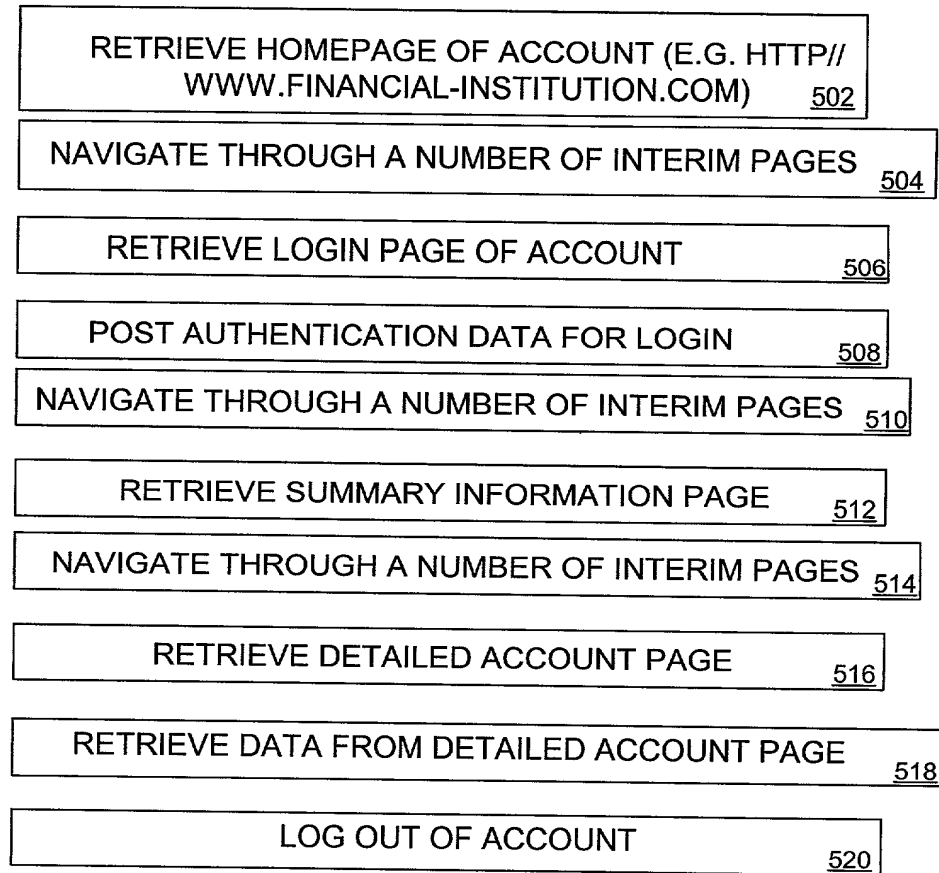 RETRIEVE HOMEPAGE OF ACCOUNT (E.G. HTTP//
WWW.FINANCIAL-INSTITUTION.COM) 502
NAVIGATE THROUGH A NUMBER OF INTERIM PAGES 504
RETRIEVE LOGIN PAGE OF ACCOUNT 506
POST AUTHENTICATION DATA FOR LOGIN 508
NAVIGATE THROUGH A NUMBER OF INTERIM PAGES 510
RETRIEVE SUMMARY INFORMATION PAGE 512
NAVIGATE THROUGH A NUMBER OF INTERIM PAGES 514
RETRIEVE DETAILED ACCOUNT PAGE 516
RETRIEVE DATA FROM DETAILED ACCOUNT PAGE 518
LOG OUT OF ACCOUNT 520